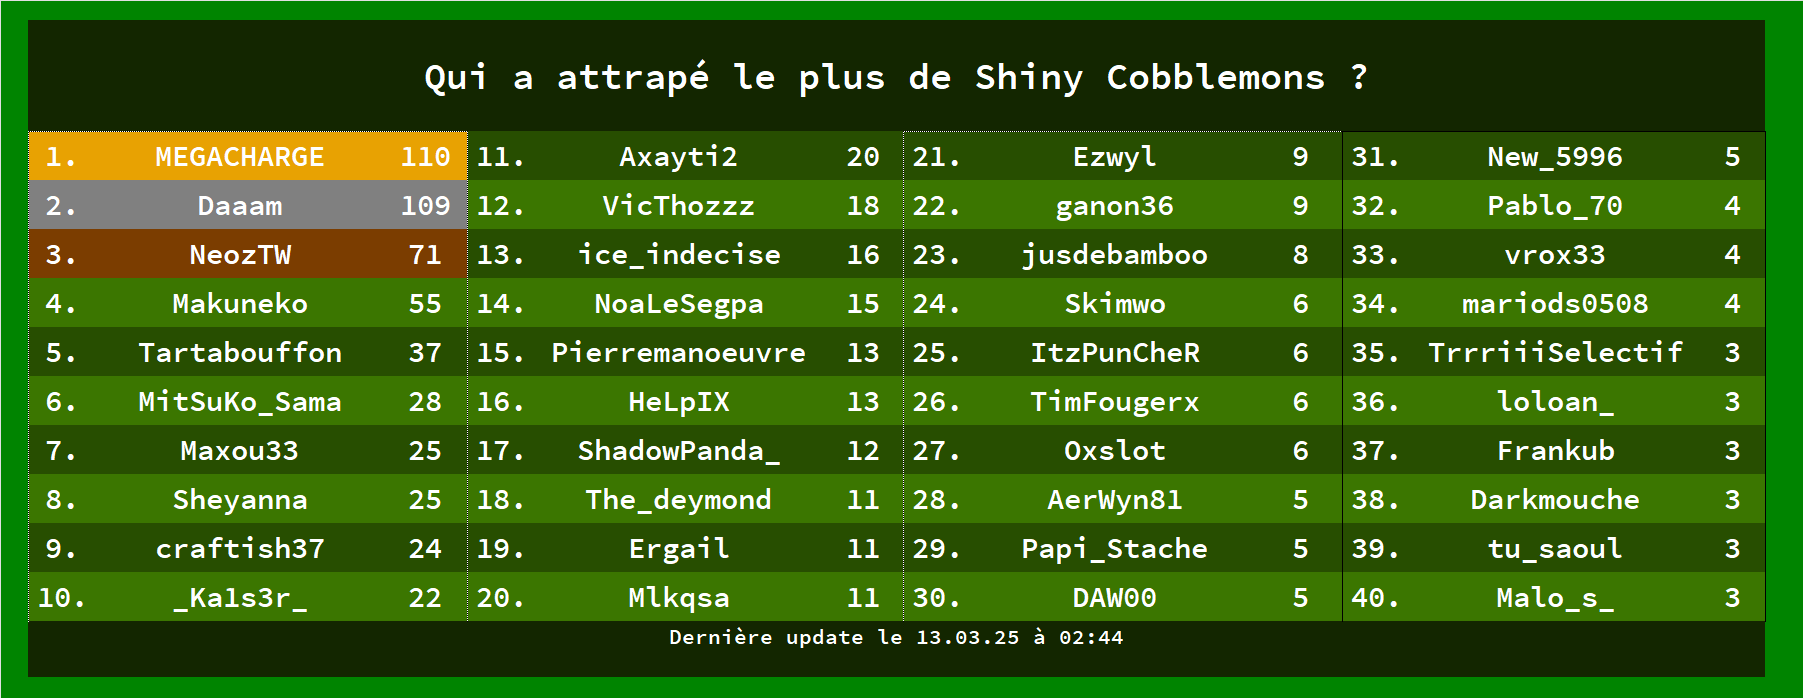 Qui a attrapé le plus de Shiny Cobblemons ?
1. MEGACHARGE 110
2. Daaam 109
3. NeozTW 71
4. Makuneko 55
5. Tartabouffon 37
6. MitSuKo_Sama 28
7. Maxou33 25
8. Sheyanna 25
9. craftish37 24
10. _Ka1s3r_ 22
11. Axayti2 20
12. VicThozzz 18
13. ice_indecise 16
14. NoaLeSegpa 15
15. Pierremanoeuvre 13
16. HeLpIX 13
17. ShadowPanda_ 12
18. The_deymond 11
19. Ergail 11
20. Mlkqsa 11
21. Ezwyl 9
22. ganon36 9
23. jusdebamboo 8
24. Skimwo 6
25. ItzPunCheR 6
26. TimFougerx 6
27. Oxslot 6
28. AerWyn81 5
29. Papi_Stache 5
30. DAW00 5
31. New_5996 5
32. Pablo_70 4
33. vrox33 4
34. mariods0508 4
35. TrrriiiSelectif 3
36. loloan_ 3
37. Frankub 3
38. Darkmouche 3
39. tu_saoul 3
40. Malo_s_ 3
Dernière update le 13.03.25 à 02:44